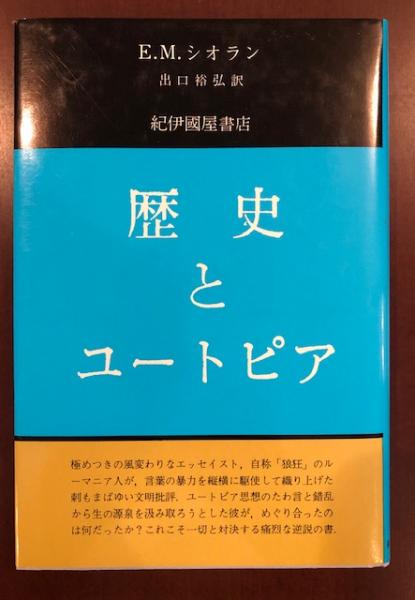 E.M.シオラン
出口裕弘訳
紀伊國屋書店
歴史
と
ユートピア
極めつきの風変わりなエッセイスト，自称「狼狂」のル
ーマニア人が，言葉の暴力を縦横に駆使して織り上げた
刺もまばゆい文明批評．ユートピア思想のたわ言と錯乱
から生の源泉を汲み取ろうとした彼が，めぐり合ったの
は何だったか？これこそ一切と対決する痛烈な逆説の書．